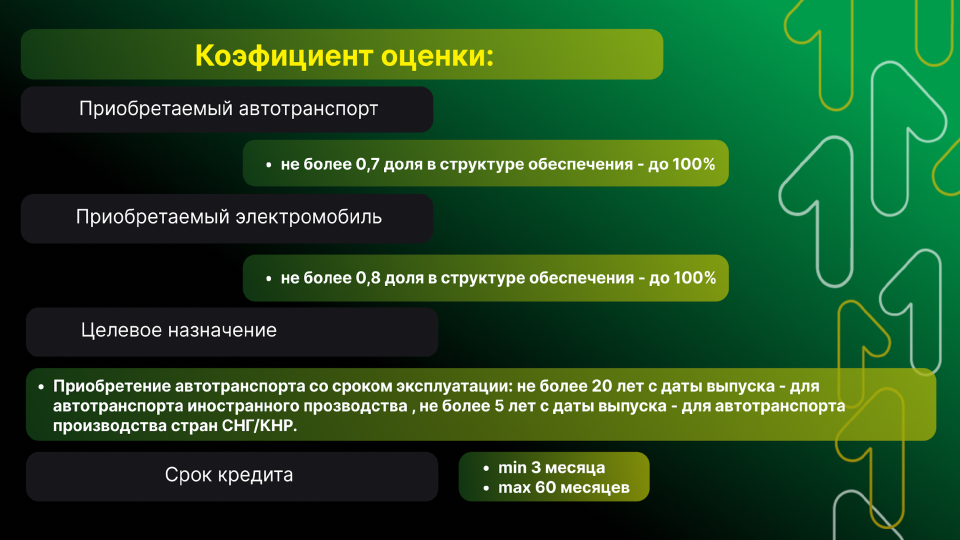 Коэфициент оценки:
Приобретаемый автотранспорт
• не более 0,7 доля в структуре обеспечения - до 100%
Приобретаемый электромобиль
• не более 0,8 доля в структуре обеспечения - до 100%
Целевое назначение
• Приобретение автотранспорта со сроком эксплуатации: не более 20 лет с даты выпуска - для
автотранспорта иностранного прозводства , не более 5 лет с даты выпуска - для автотранспорта
производства стран СНГ/КНР.
Срок кредита
• min 3 месяца
• max 60 месяцев